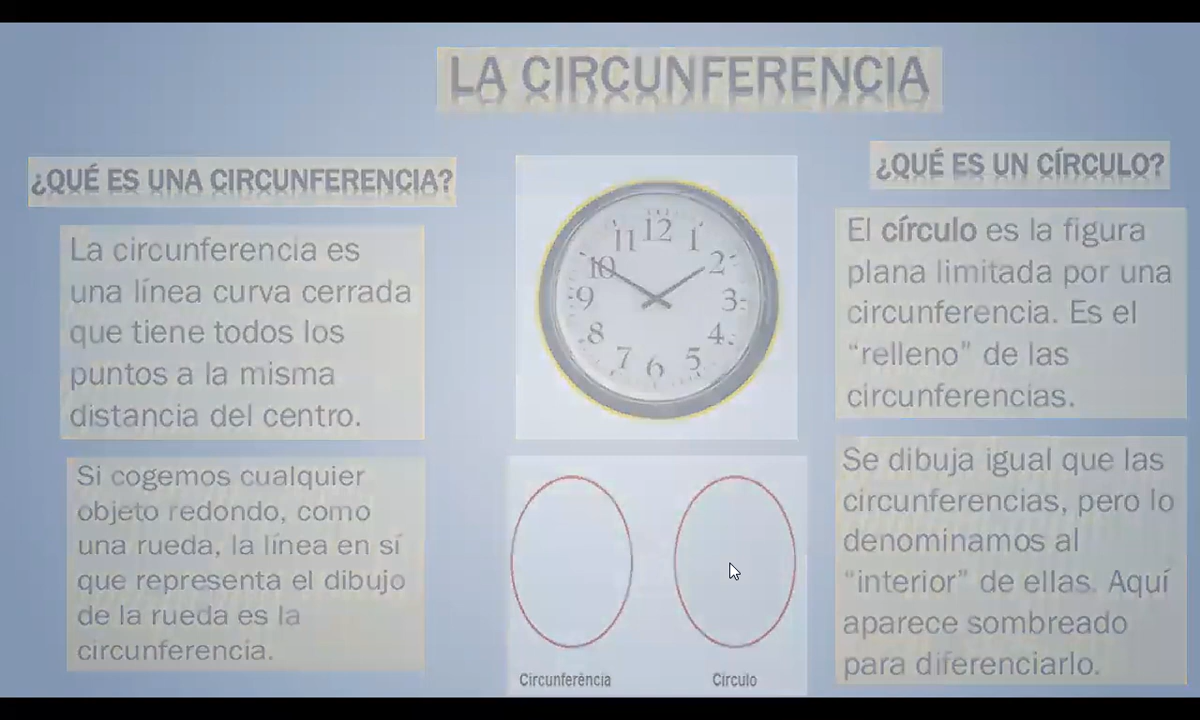 LA CIRCUNFERENCIA
¿QUÉ ES UNA CIRCUNFERENCIA?
La circunferencia es
una línea curva cerrada
que tiene todos los
puntos a la misma
distancia del centro.
Si cogemos cualquier
objeto redondo, como
una rueda, la línea en sí
que representa el dibujo
de la rueda es la
circunferencia.
12
11 1
10 2
9 3
8 4
7 5
6
Circunferència
Círculo
¿QUÉ ES UN CÍRCULO?
El círculo es la figura
plana limitada por una
circunferencia. Es el
“relleno” de las
circunferencias.
Se dibuja igual que las
circunferencias, pero lo
denominamos al
“interior” de ellas. Aquí
aparece sombreado
para diferenciarlo.